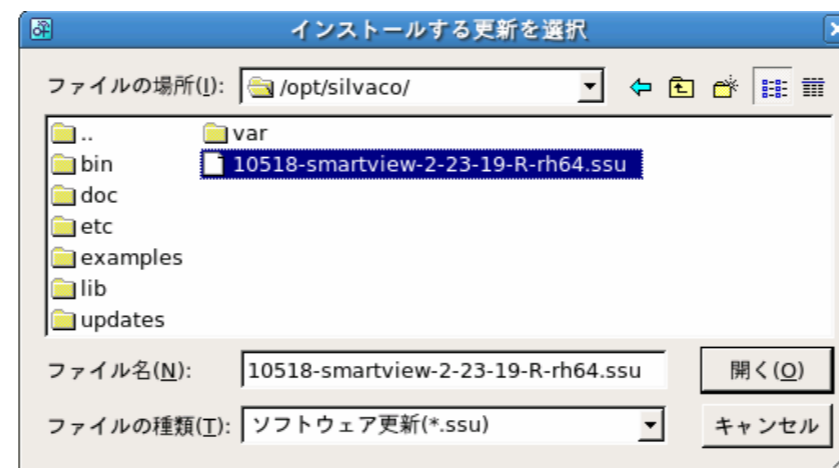 インストールする更新を選択
ファイルの場所(I): /opt/silvaco/
.. var
bin 10518-smartview-2-23-19-R-rh64.ssu
doc
etc
examples
lib
updates
ファイル名(N): 10518-smartview-2-23-19-R-rh64.ssu 開く(O)
ファイルの種類(T): ソフトウェア更新(*.ssu) キャンセル